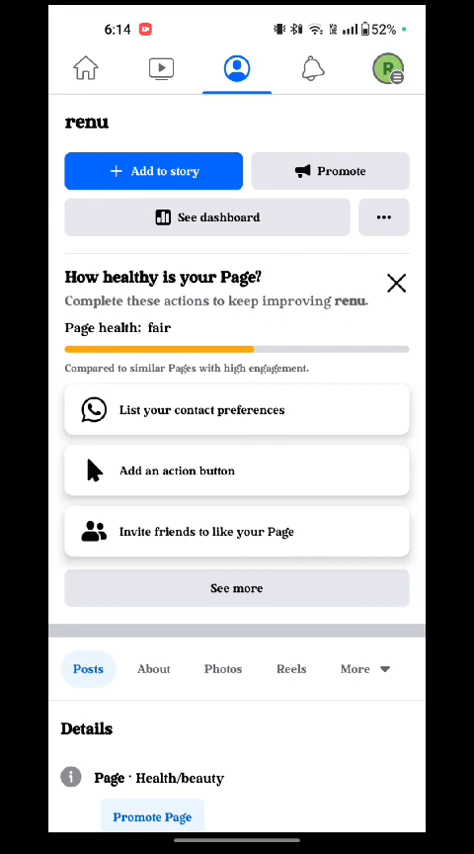 6:14
52%
R
renu
Add to story
Promote
See dashboard
How healthy is your Page?
Complete these actions to keep improving renu.
Page health: fair
Compared to similar Pages with high engagement.
List your contact preferences
Add an action button
Invite friends to like your Page
See more
Posts About Photos Reels More
Details
Page · Health/beauty
Promote Page